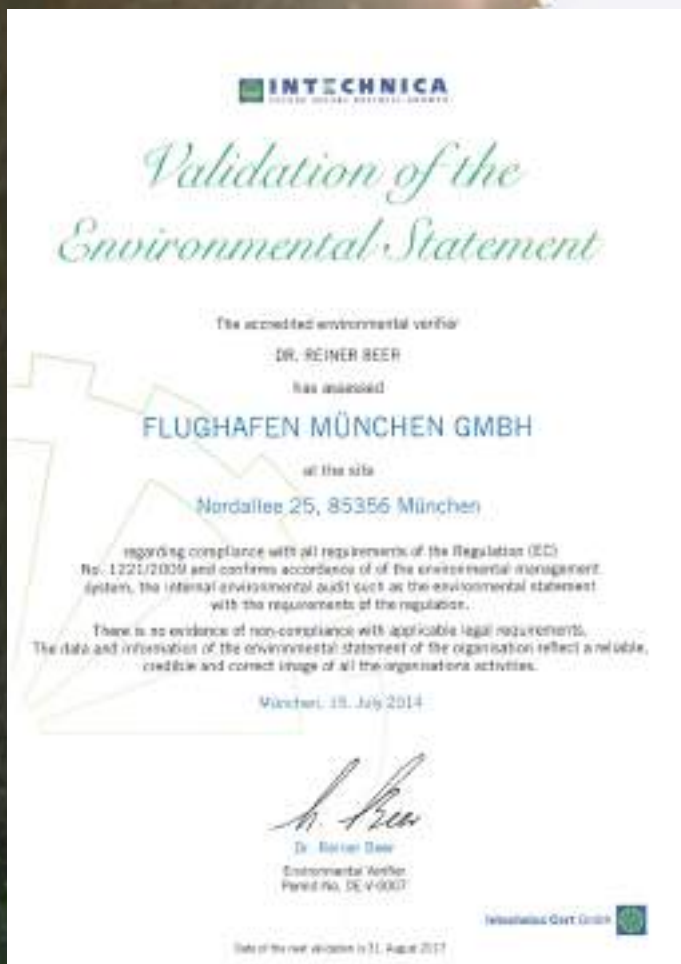 INTECHNICA
Validation of the
Environmental Statement
The accredited environmental verifier
DR. REINER BEER
has assessed
FLUGHAFEN MÜNCHEN GMBH
at the site
Nordallee 25, 85356 München
regarding compliance with all requirements of the Regulation (EC)
No. 1221/2009 and confirms accordance of of the environmental management
system, the internal environmental audit such as the environmental statement
with the requirements of the regulation.
There is no evidence of non-compliance with applicable legal requirements.
The data and information of the environmental statement of the organisation reflect a reliable,
credible and correct image of all the organisations activities.
München, 15. July 2014
Dr. Reiner Beer
Environmental Verifier
Permit No. DE-V-0007
Intechnica Cert GmbH
Date of the next validation is 31. August 2017